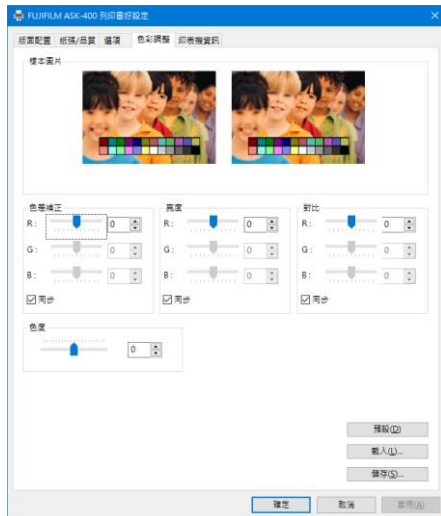 FUJIFILM ASK-400 列印喜好設定
版面配置 紙張/品質 選項 色彩調整 印表機資訊
樣本圖片
色差補正 亮度 對比
R: 0 R: 0 R: 0
G: 0 G: 0 G: 0
B: 0 B: 0 B: 0
同步 同步 同步
色度
0
預設(D)
載入(L)...
儲存(S)...
確定 取消 套用(A)